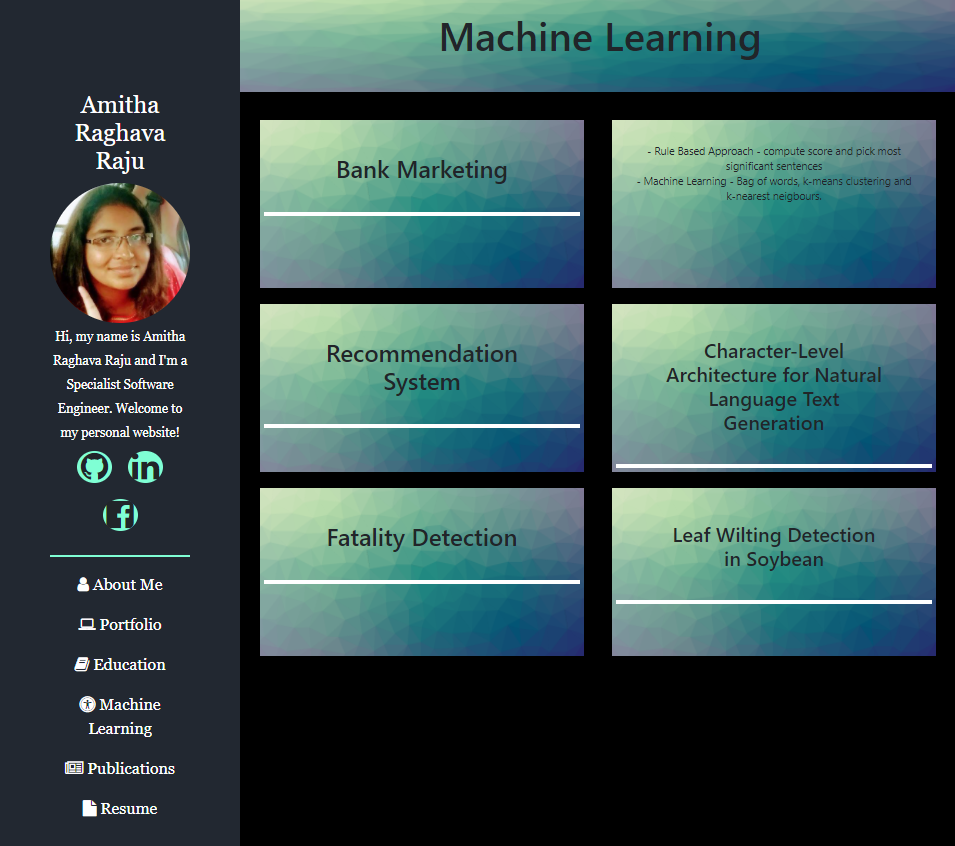 Amitha
Raghava
Raju
Hi, my name is Amitha
Raghava Raju and I'm a
Specialist Software
Engineer. Welcome to
my personal website!
About Me
Portfolio
Education
Machine
Learning
Publications
Resume
Machine Learning
Bank Marketing
- Rule Based Approach - compute score and pick most
significant sentences
- Machine Learning - Bag of words, k-means clustering and
k-nearest neigbours.
Recommendation
System
Character-Level
Architecture for Natural
Language Text
Generation
Fatality Detection
Leaf Wilting Detection
in Soybean